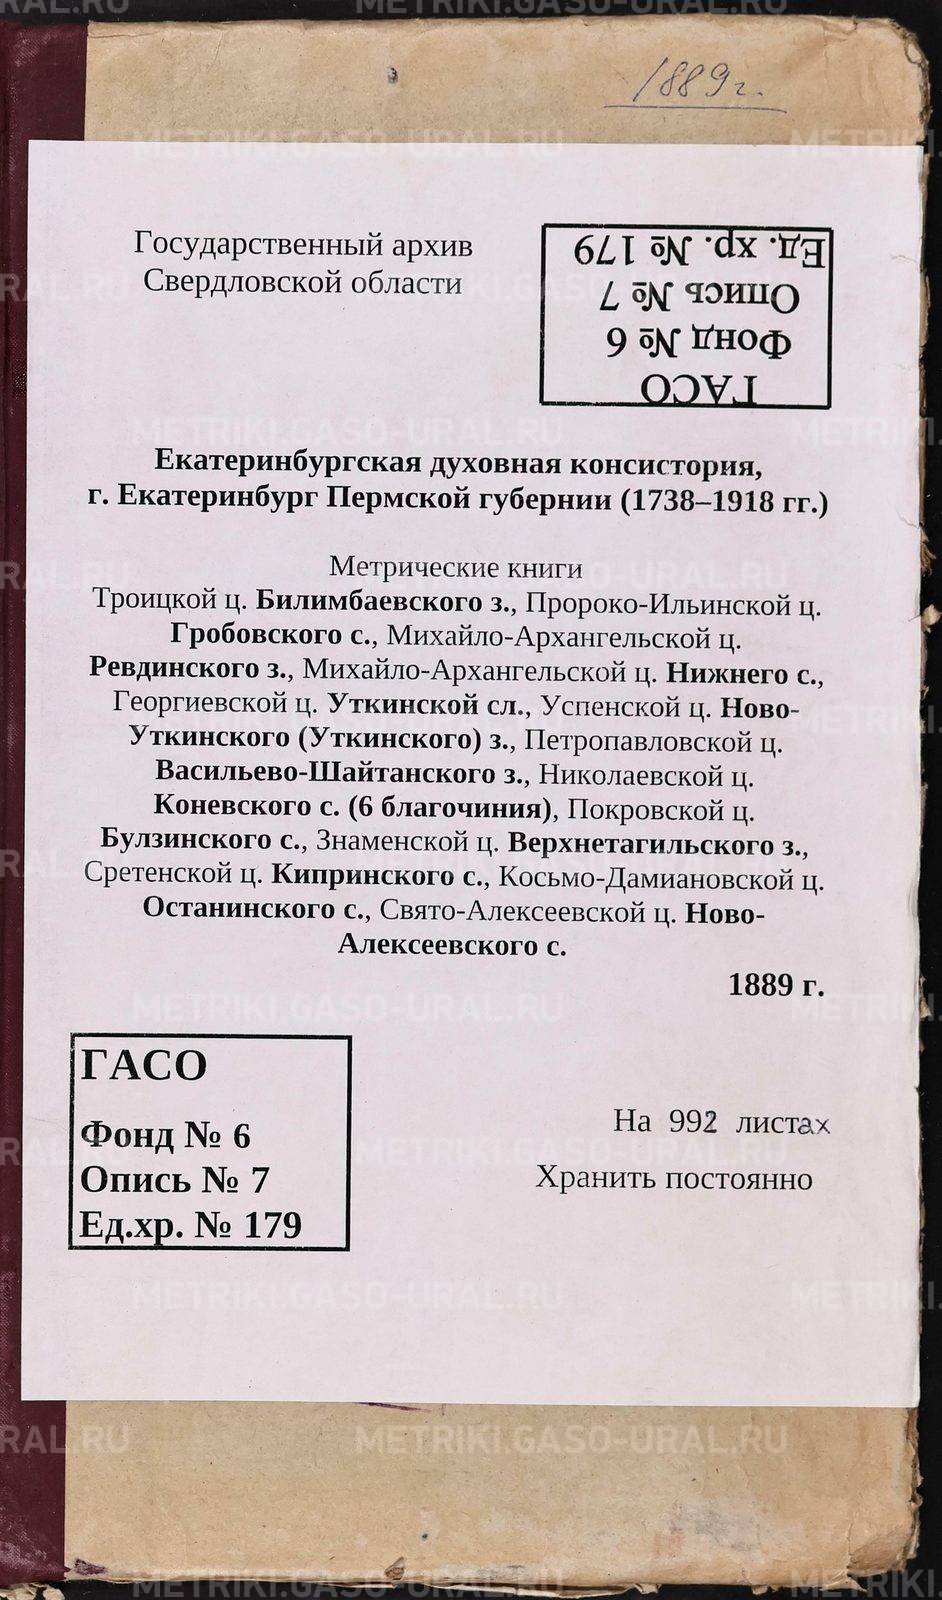 1889г.
Государственный архив
Свердловской области
ГАСО
Фонд № 6
Опись № 7
Ед. хр. № 179
Екатеринбургская духовная консистория,
г. Екатеринбург Пермской губернии (1738–1918 гг.)
Метрические книги
Троицкой ц. Билимбаевского з., Пророко-Ильинской ц.
Гробовского с., Михайло-Архангельской ц.
Ревдинского з., Михайло-Архангельской ц. Нижнего с.,
Георгиевской ц. Уткинской сл., Успенской ц. Ново-
Уткинского (Уткинского) з., Петропавловской ц.
Васильево-Шайтанского з., Николаевской ц.
Коневского с. (6 благочиния), Покровской ц.
Булзинского с., Знаменской ц. Верхнетагильского з.,
Сретенской ц. Кипринского с., Косьмо-Дамиановской ц.
Останинского с., Свято-Алексеевской ц. Ново-
Алексеевского с.
1889 г.
ГАСО
Фонд № 6
Опись № 7
Ед.хр. № 179
На 992 листах
Хранить постоянно
METRIKI.GASO-URAL.RU